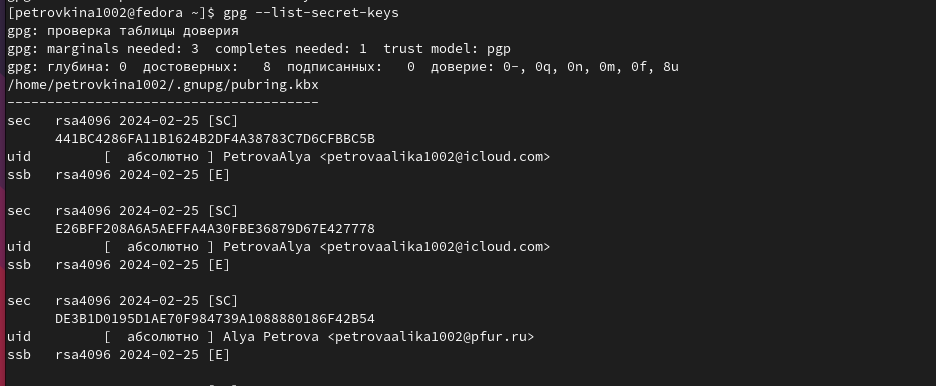 [petrovkina1002@fedora ~]$ gpg --list-secret-keys
gpg: проверка таблицы доверия
gpg: marginals needed: 3  completes needed: 1  trust model: pgp
gpg: глубина: 0  достоверных:   8  подписанных:   0  доверие: 0-, 0q, 0n, 0m, 0f, 8u
/home/petrovkina1002/.gnupg/pubring.kbx
---------------------------------------
sec   rsa4096 2024-02-25 [SC]
      441BC4286FA11B1624B2DF4A38783C7D6CFBBC5B
uid         [  абсолютно ] PetrovaAlya <petrovaalika1002@icloud.com>
ssb   rsa4096 2024-02-25 [E]

sec   rsa4096 2024-02-25 [SC]
      E26BFF208A6A5AEFFA4A30FBE36879D67E427778
uid         [  абсолютно ] PetrovaAlya <petrovaalika1002@icloud.com>
ssb   rsa4096 2024-02-25 [E]

sec   rsa4096 2024-02-25 [SC]
      DE3B1D0195D1AE70F984739A1088880186F42B54
uid         [  абсолютно ] Alya Petrova <petrovaalika1002@pfur.ru>
ssb   rsa4096 2024-02-25 [E]